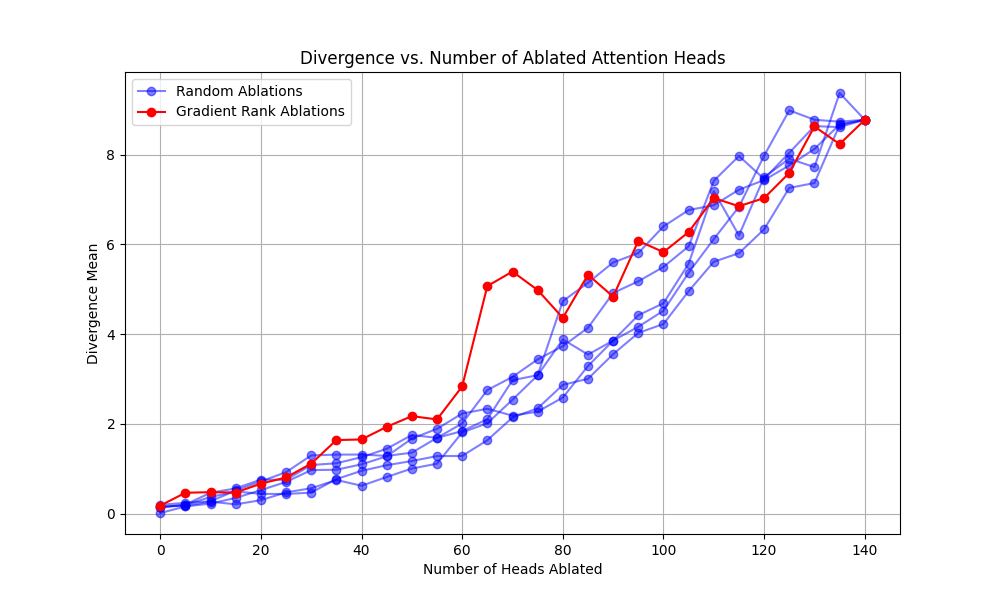 Divergence vs. Number of Ablated Attention Heads
Random Ablations
Gradient Rank Ablations
Divergence Mean
8
6
4
2
0
0 20 40 60 80 100 120 140
Number of Heads Ablated